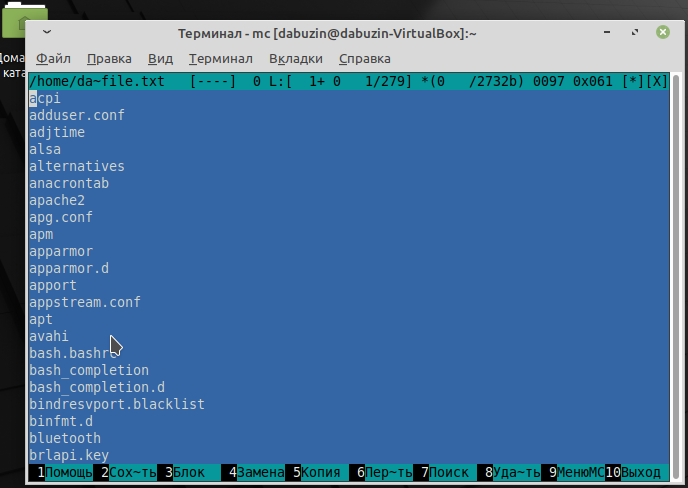 Терминал - mc [dabuzin@dabuzin-VirtualBox]:~
Дома
ката
Файл Правка Вид Терминал Вкладки Справка
/home/da~file.txt [----] 0 L:[ 1+ 0 1/279] *(0 /2732b) 0097 0x061 [*][X]
acpi
adduser.conf
adjtime
alsa
alternatives
anacrontab
apache2
apg.conf
apm
apparmor
apparmor.d
apport
appstream.conf
apt
avahi
bash.bashrc
bash_completion
bash_completion.d
bindresvport.blacklist
binfmt.d
bluetooth
brlapi.key
1Помощь 2Сох~ть 3Блок 4Замена 5Копия 6Пер~ть 7Поиск 8Уда~ть 9МенюМС 10Выход